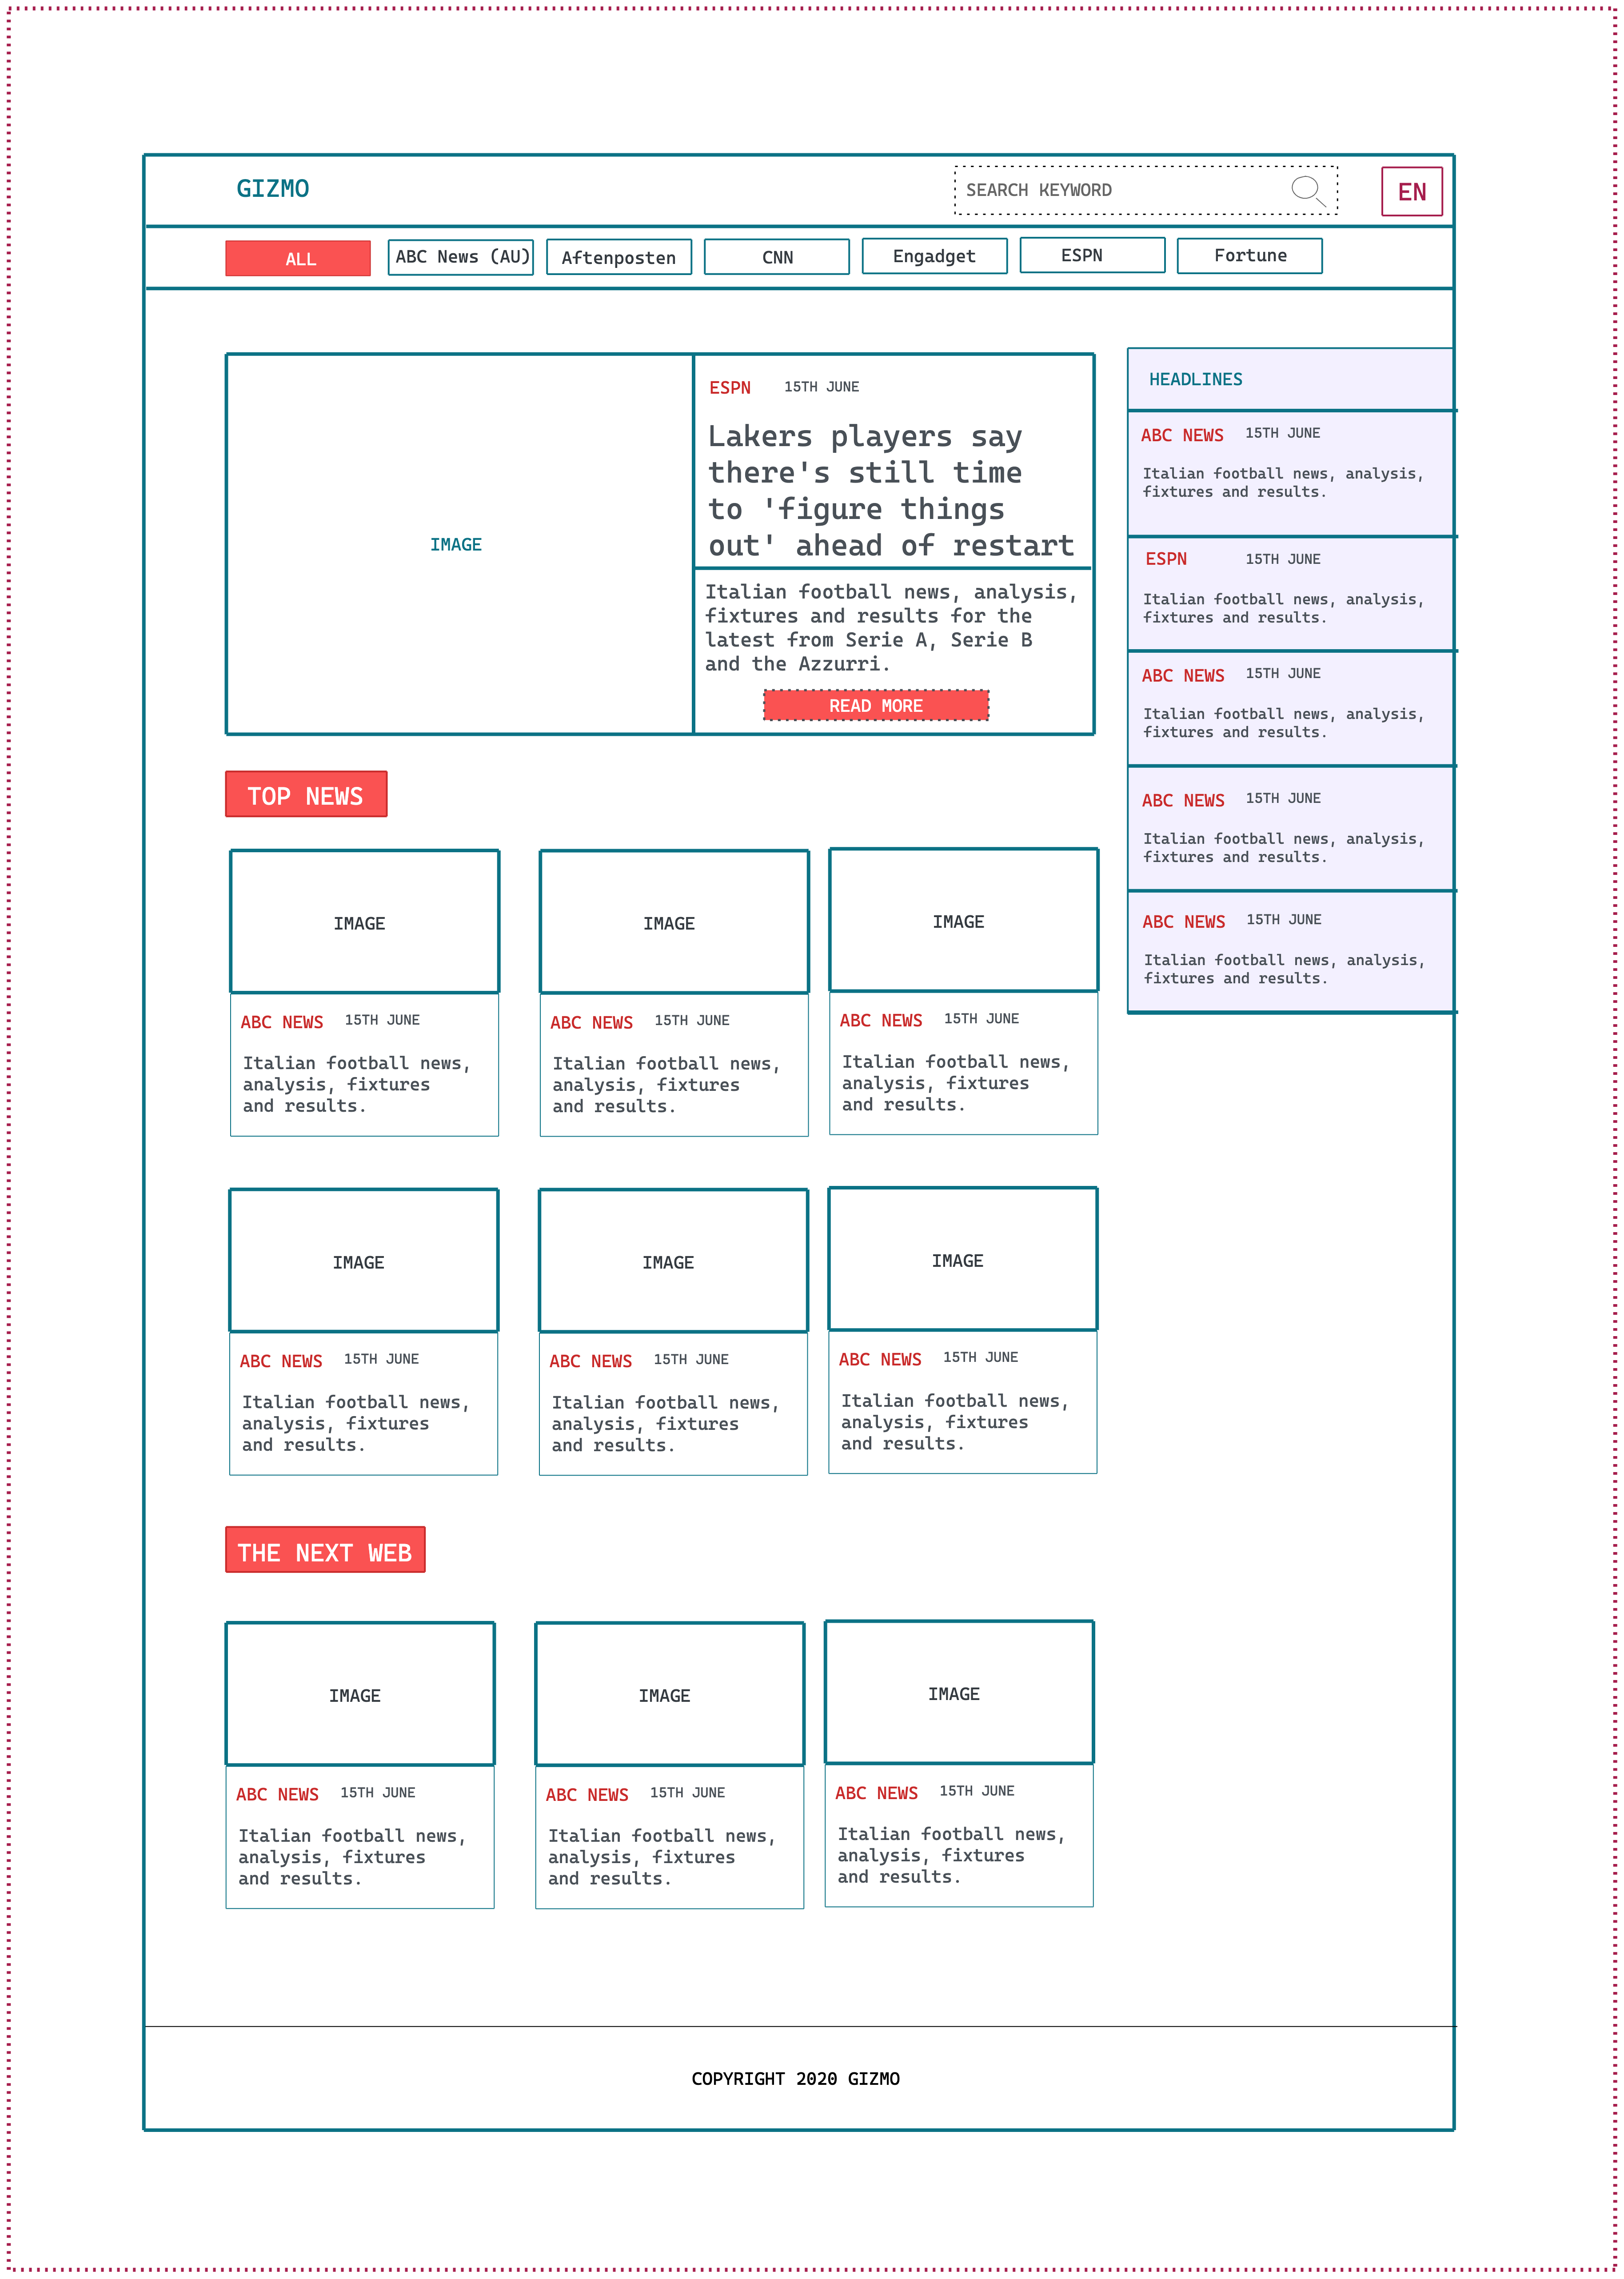 GIZMO
SEARCH KEYWORD
EN
ALL
ABC News (AU)
Aftenposten
CNN
Engadget
ESPN
Fortune
IMAGE
ESPN 15TH JUNE
Lakers players say
there's still time
to 'figure things
out' ahead of restart
Italian football news, analysis,
fixtures and results for the
latest from Serie A, Serie B
and the Azzurri.
READ MORE
HEADLINES
ABC NEWS 15TH JUNE
Italian football news, analysis,
fixtures and results.
ESPN 15TH JUNE
Italian football news, analysis,
fixtures and results.
ABC NEWS 15TH JUNE
Italian football news, analysis,
fixtures and results.
ABC NEWS 15TH JUNE
Italian football news, analysis,
fixtures and results.
ABC NEWS 15TH JUNE
Italian football news, analysis,
fixtures and results.
TOP NEWS
IMAGE
ABC NEWS 15TH JUNE
Italian football news,
analysis, fixtures
and results.
IMAGE
ABC NEWS 15TH JUNE
Italian football news,
analysis, fixtures
and results.
IMAGE
ABC NEWS 15TH JUNE
Italian football news,
analysis, fixtures
and results.
IMAGE
ABC NEWS 15TH JUNE
Italian football news,
analysis, fixtures
and results.
IMAGE
ABC NEWS 15TH JUNE
Italian football news,
analysis, fixtures
and results.
IMAGE
ABC NEWS 15TH JUNE
Italian football news,
analysis, fixtures
and results.
THE NEXT WEB
IMAGE
ABC NEWS 15TH JUNE
Italian football news,
analysis, fixtures
and results.
IMAGE
ABC NEWS 15TH JUNE
Italian football news,
analysis, fixtures
and results.
IMAGE
ABC NEWS 15TH JUNE
Italian football news,
analysis, fixtures
and results.
COPYRIGHT 2020 GIZMO